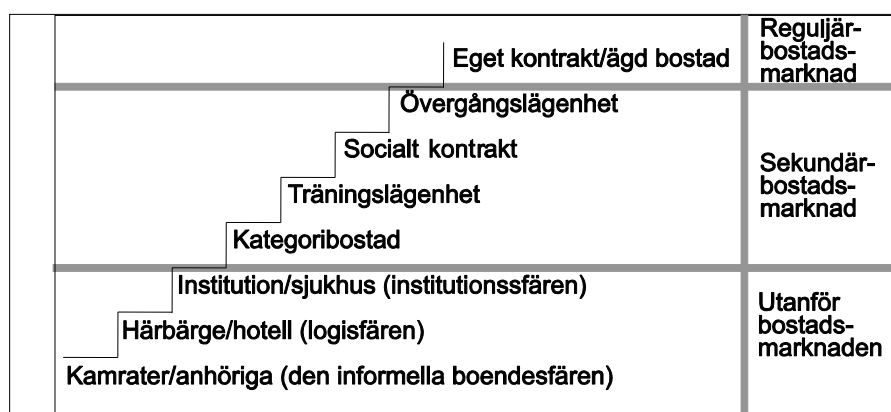 Eget kontrakt/ägd bostad
Övergångslägenhet
Socialt kontrakt
Träningslägenhet
Kategoribostad
Institution/sjukhus (institutionssfären)
Härbärge/hotell (logisfären)
Kamrater/anhöriga (den informella boendesfären)
Reguljär-
bostads-
marknad
Sekundär-
bostads-
marknad
Utanför
bostads-
marknaden